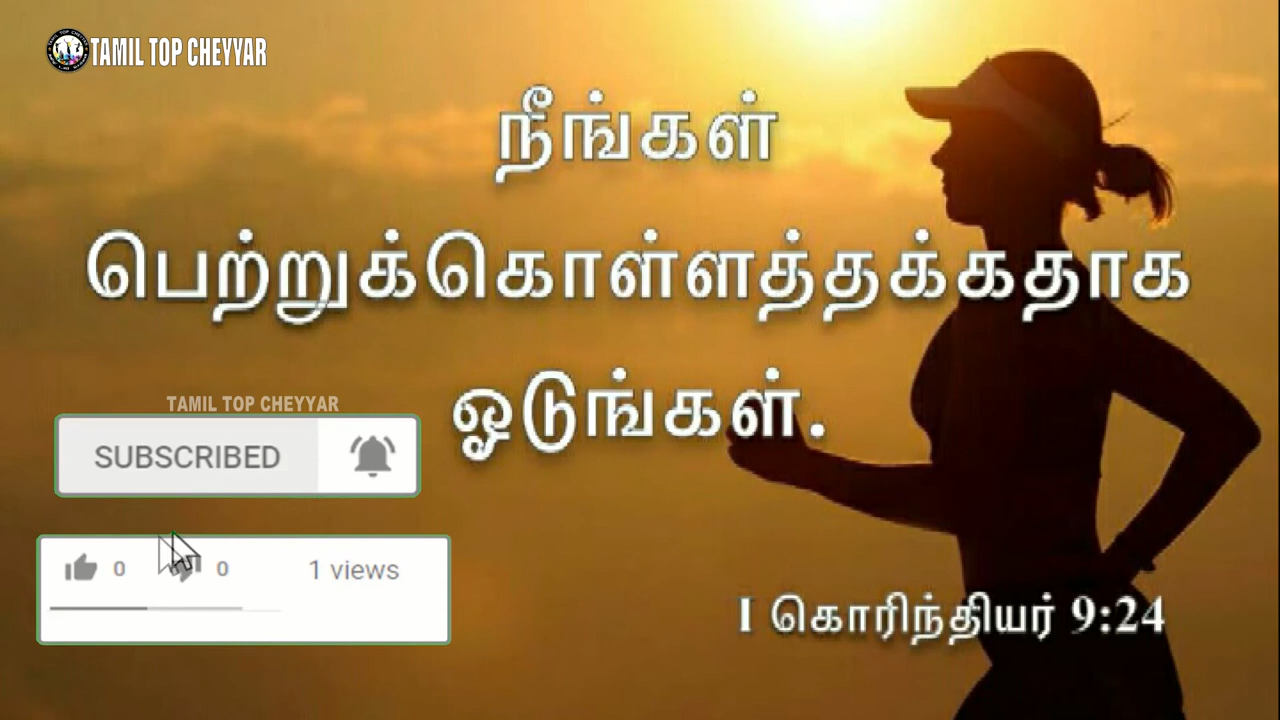 TAMIL TOP CHEYYAR
நீங்கள்
பெற்றுக்கொள்ளத்தக்கதாக
ஓடுங்கள்.
TAMIL TOP CHEYYAR
SUBSCRIBED
0 0 1 views
I கொரிந்தியர் 9:24